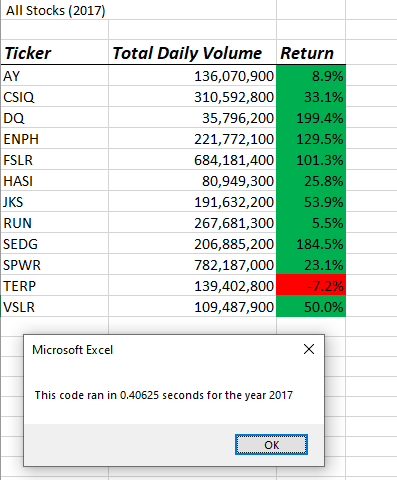 All Stocks (2017)
Ticker Total Daily Volume Return
AY 136,070,900 8.9%
CSIQ 310,592,800 33.1%
DQ 35,796,200 199.4%
ENPH 221,772,100 129.5%
FSLR 684,181,400 101.3%
HASI 80,949,300 25.8%
JKS 191,632,200 53.9%
RUN 267,681,300 5.5%
SEDG 206,885,200 184.5%
SPWR 782,187,000 23.1%
TERP 139,402,800 -7.2%
VSLR 109,487,900 50.0%
Microsoft Excel
This code ran in 0.40625 seconds for the year 2017
OK